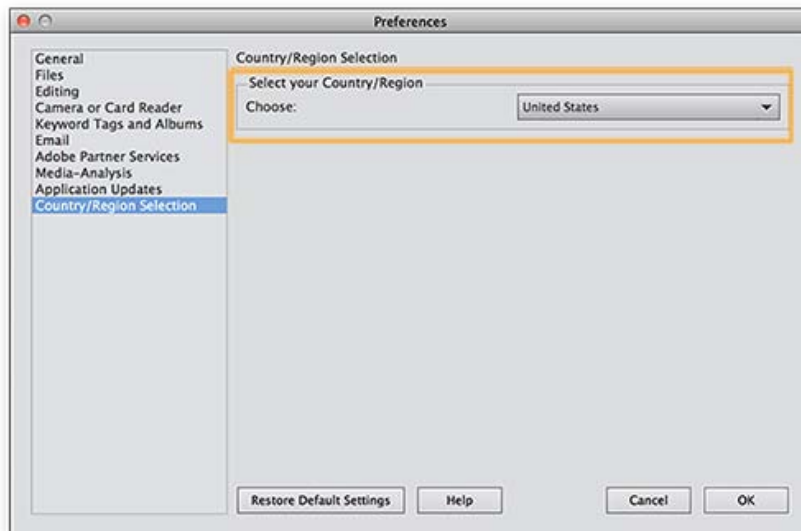 Preferences
General
Files
Editing
Camera or Card Reader
Keyword Tags and Albums
Email
Adobe Partner Services
Media-Analysis
Application Updates
Country/Region Selection
Country/Region Selection
Select your Country/Region
Choose: United States
Restore Default Settings Help Cancel OK